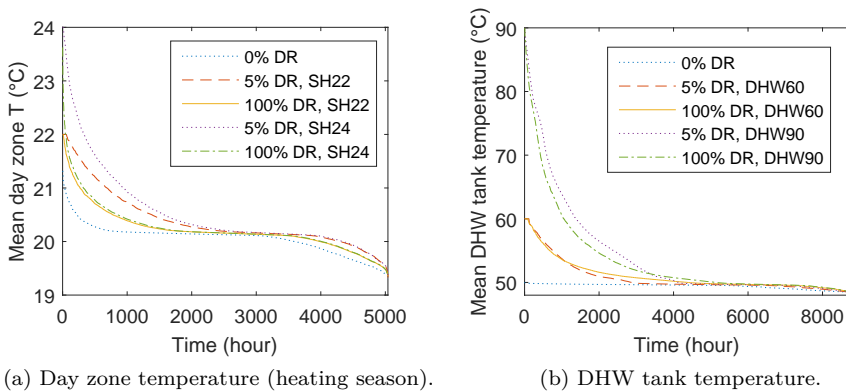 24
23
22
21
20
19
Mean day zone T (°C)
0% DR
5% DR, SH22
100% DR, SH22
5% DR, SH24
100% DR, SH24
0 1000 2000 3000 4000 5000
Time (hour)
(a) Day zone temperature (heating season).
90
80
70
60
50
Mean DHW tank temperature (°C)
0% DR
5% DR, DHW60
100% DR, DHW60
5% DR, DHW90
100% DR, DHW90
0 2000 4000 6000 8000
Time (hour)
(b) DHW tank temperature.